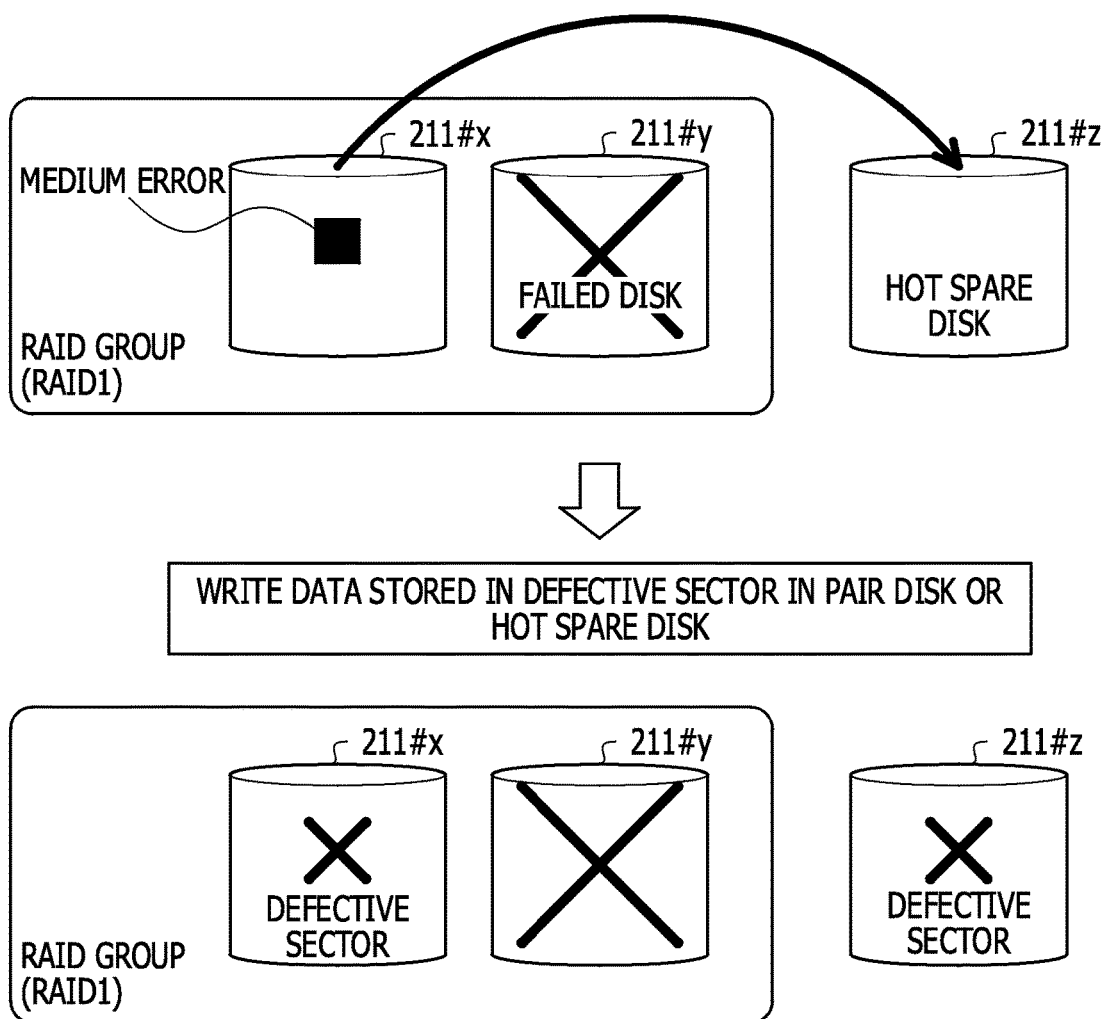 211#x
211#y
211#z
MEDIUM ERROR
FAILED DISK
HOT SPARE
DISK
RAID GROUP
(RAID1)
WRITE DATA STORED IN DEFECTIVE SECTOR IN PAIR DISK OR
HOT SPARE DISK
211#x
211#y
211#z
DEFECTIVE
SECTOR
DEFECTIVE
SECTOR
RAID GROUP
(RAID1)